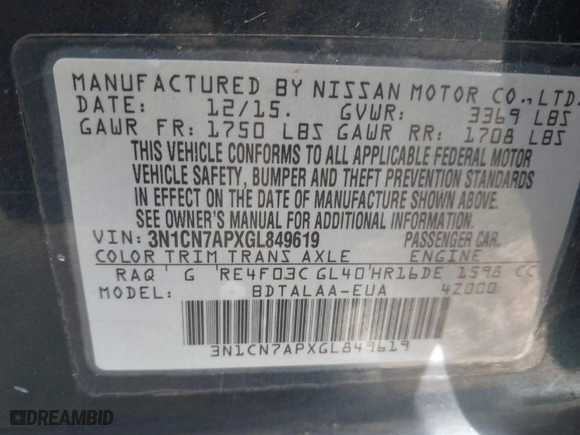 MANUFACTURED BY NISSAN MOTOR CO.,LTD.
DATE: 12/15. GVWR: 3369 LBS
GAWR FR: 1750 LBS GAWR RR: 1708 LBS
THIS VEHICLE CONFORMS TO ALL APPLICABLE FEDERAL MOTOR
VEHICLE SAFETY, BUMPER AND THEFT PREVENTION STANDARDS
IN EFFECT ON THE DATE OF MANUFACTURE SHOWN ABOVE.
SEE OWNER'S MANUAL FOR ADDITIONAL INFORMATION.
VIN: 3N1CN7APXGL849619 PASSENGER CAR.
COLOR TRIM TRANS AXLE ENGINE
RAQ G RE4F03C GL40 HR16DE 1598 CC
MODEL: BDTALAA-EUA 4Z000
3N1CN7APXGL849619
DREAMBID